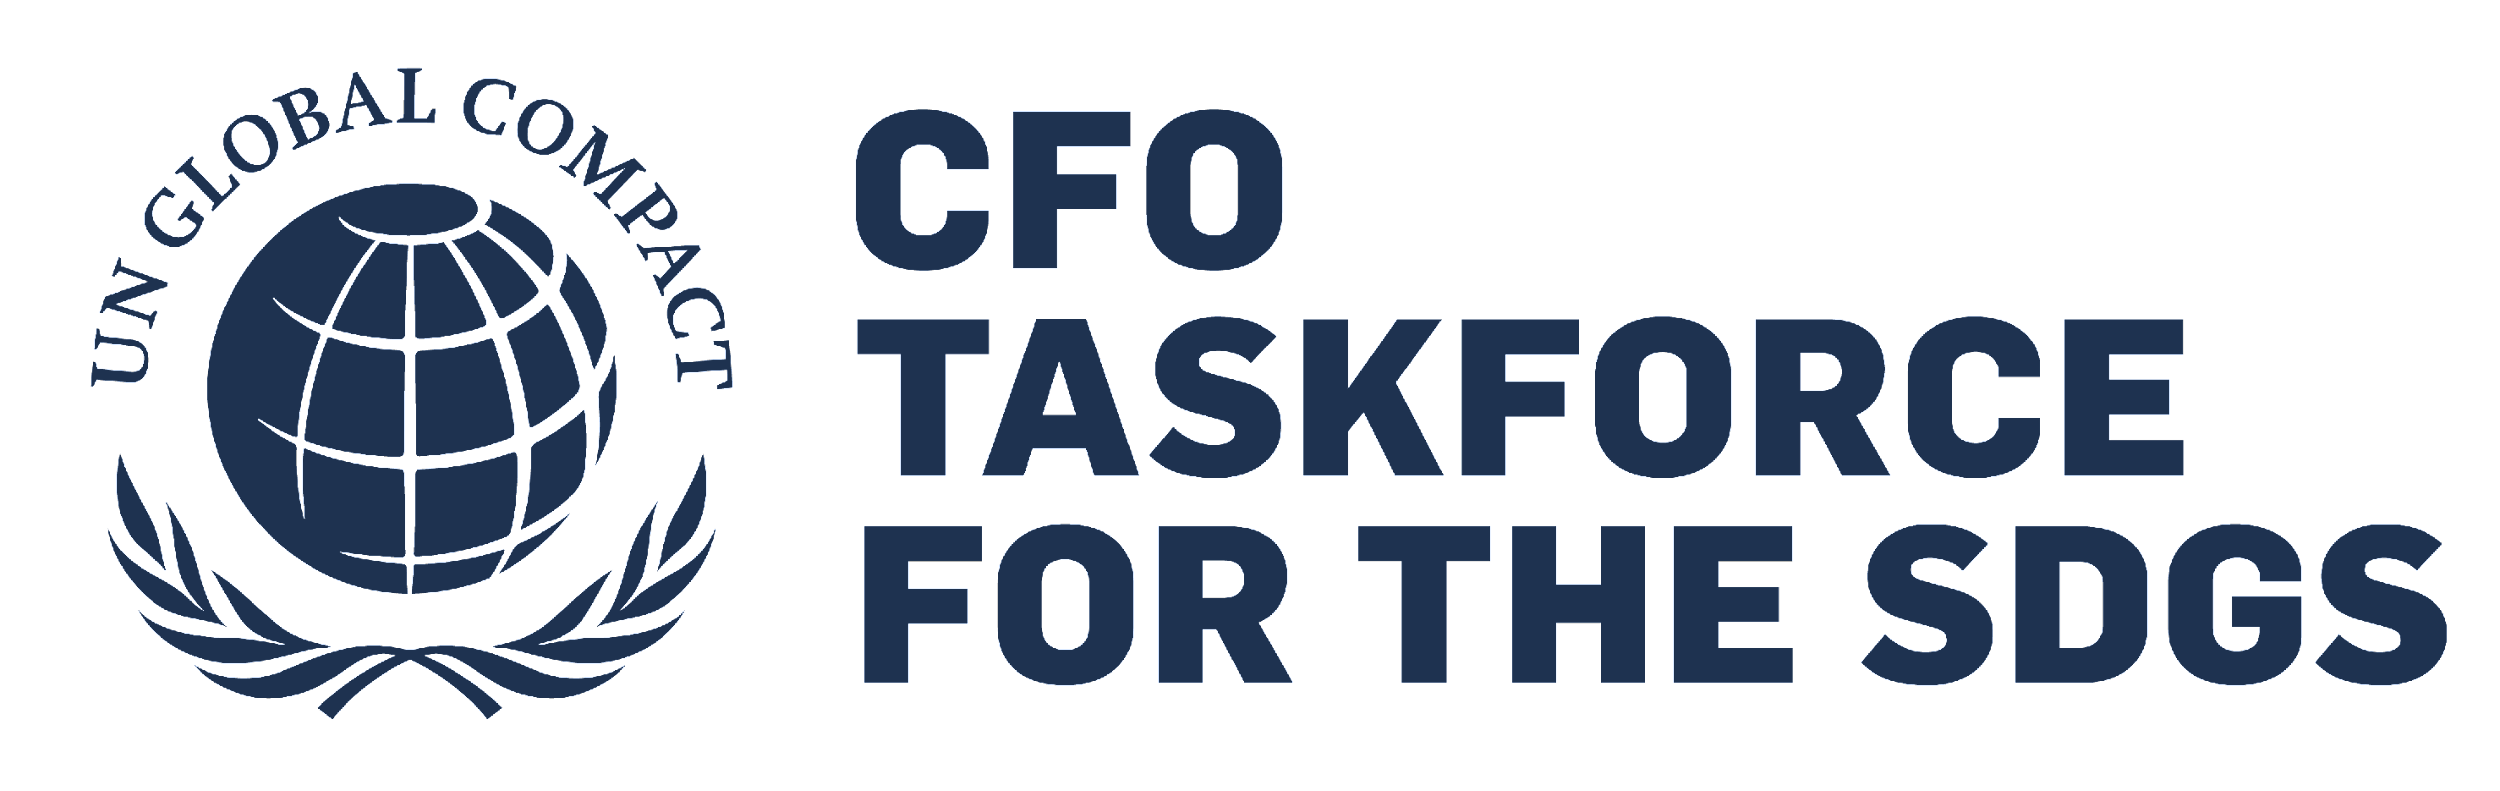 UN GLOBAL COMPACT
CFO
TASKFORCE
FOR THE SDGS